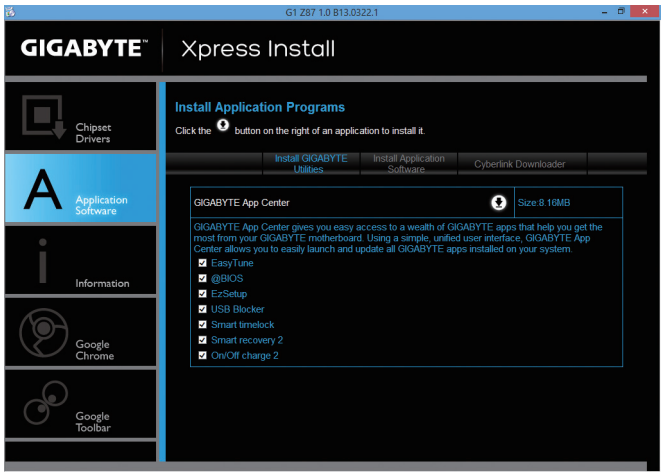 G1 Z87 1.0 B13.0322.1
GIGABYTE™
Xpress Install
Chipset
Drivers
Application
Software
Information
Google
Chrome
Google
Toolbar
Install Application Programs
Click the button on the right of an application to install it.
Install GIGABYTE
Utilities
Install Application
Software
Cyberlink Downloader
GIGABYTE App Center
Size:8.16MB
GIGABYTE App Center gives you easy access to a wealth of GIGABYTE apps that help you get the
most from your GIGABYTE motherboard. Using a simple, unified user interface, GIGABYTE App
Center allows you to easily launch and update all GIGABYTE apps installed on your system.
EasyTune
@BIOS
EzSetup
USB Blocker
Smart timelock
Smart recovery 2
On/Off charge 2